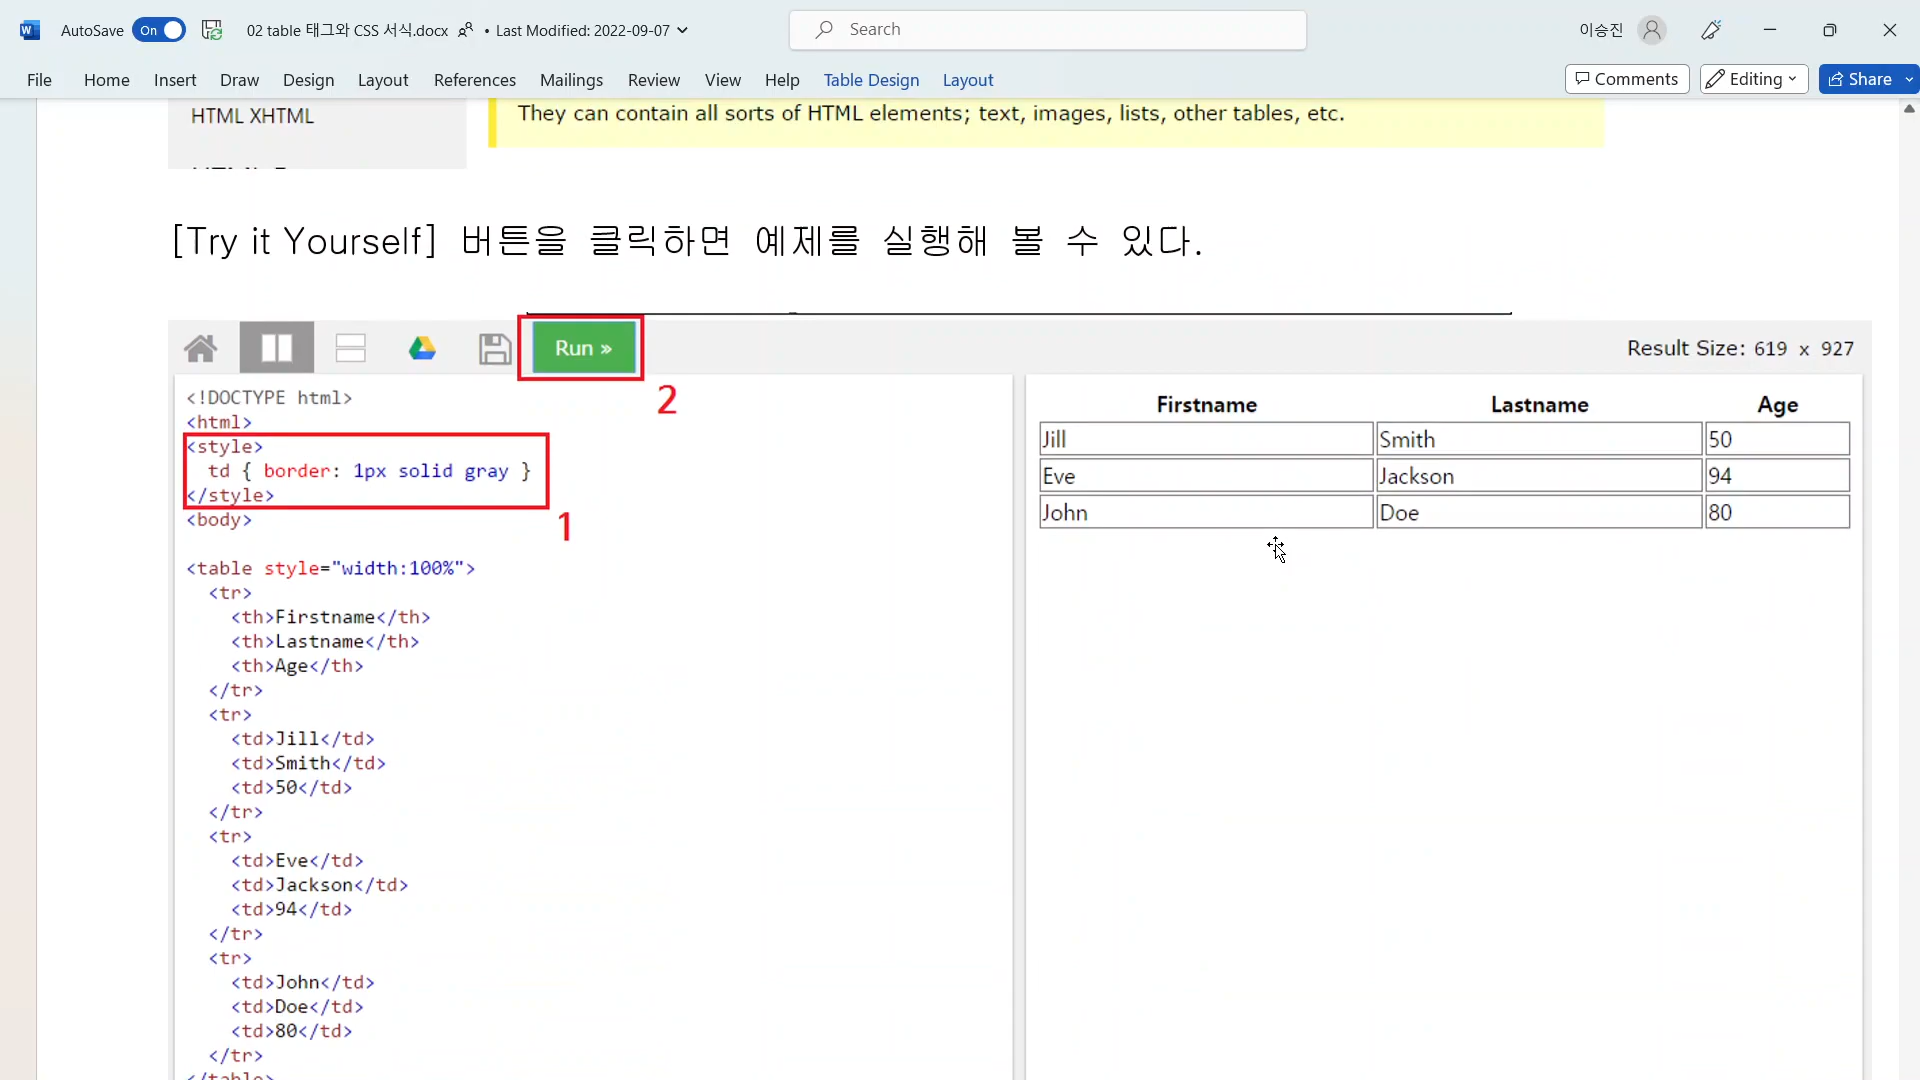 AutoSave On 02 table 태그와 CSS 서식.docx • Last Modified: 2022-09-07 Search 이승진
File Home Insert Draw Design Layout References Mailings Review View Help Table Design Layout Comments Editing Share
HTML XHTML
They can contain all sorts of HTML elements; text, images, lists, other tables, etc.
[Try it Yourself] 버튼을 클릭하면 예제를 실행해 볼 수 있다.
Run »
Result Size: 619 x 927
2
<!DOCTYPE html>
<html>
<style>
td { border: 1px solid gray }
</style>
1
<body>
<table style="width:100%">
<tr>
<th>Firstname</th>
<th>Lastname</th>
<th>Age</th>
</tr>
<tr>
<td>Jill</td>
<td>Smith</td>
<td>50</td>
</tr>
<tr>
<td>Eve</td>
<td>Jackson</td>
<td>94</td>
</tr>
<tr>
<td>John</td>
<td>Doe</td>
<td>80</td>
</tr>
</table>
Firstname Lastname Age
Jill Smith 50
Eve Jackson 94
John Doe 80